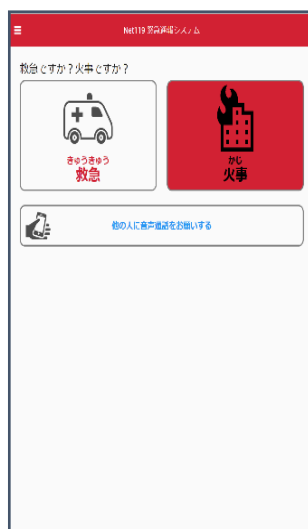 Net119 緊急通報システム
救急ですか？火事ですか？
きゅうきゅう
救急
かじ
火事
他の人に音声通話をお願いする